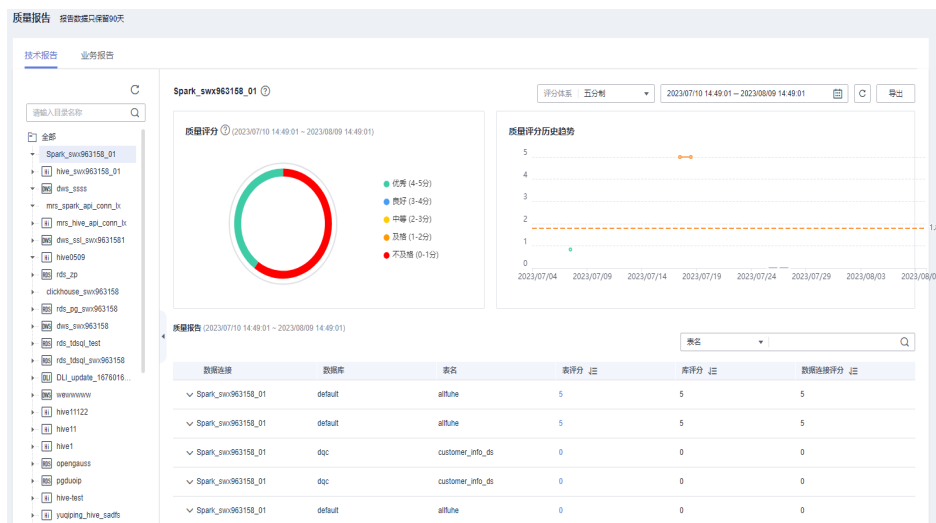 质量报告 报告数据只保留90天
技术报告 业务报告
请输入目录名称
全部
Spark_swx963158_01
hive_swx963158_01
dws_ssss
mrs_spark_api_conn_lx
mrs_hive_api_conn_lx
dws_ssl_swx9631581
hive0509
rds_zp
clickhouse_swx963158
rds_pg_swx963158
dws_swx963158
rds_tdsql_test
rds_tdsql_swx963158
DLI_update_1676016...
wewwwww
hive11122
hive11
hive1
opengauss
pgduoip
hive-test
yuqiping_hive_sadfs
Spark_swx963158_01
评分体系 五分制 2023/07/10 14:49:01 – 2023/08/09 14:49:01 导出
质量评分 (2023/07/10 14:49:01 – 2023/08/09 14:49:01)
优秀 (4-5分)
良好 (3-4分)
中等 (2-3分)
及格 (1-2分)
不及格 (0-1分)
质量评分历史趋势
5
4
3
2
1
0
2023/07/04 2023/07/09 2023/07/14 2023/07/19 2023/07/24 2023/07/29 2023/08/03 2023/08/0
质量报告 (2023/07/10 14:49:01 – 2023/08/09 14:49:01)
表名
数据连接 数据库 表名 表评分 库评分 数据连接评分
Spark_swx963158_01 default allfuhe 5 5 5
Spark_swx963158_01 default allfuhe 5 5 5
Spark_swx963158_01 dqc customer_info_ds 0 0 0
Spark_swx963158_01 dqc customer_info_ds 0 0 0
Spark_swx963158_01 default allfuhe 0 0 0